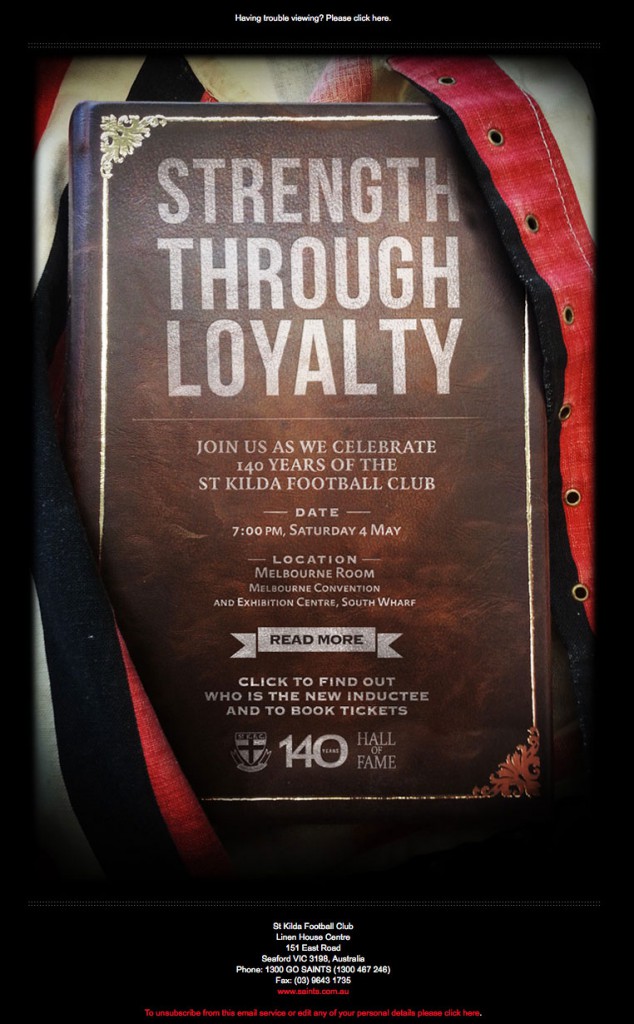 Having trouble viewing? Please click here.
STRENGTH
THROUGH
LOYALTY
JOIN US AS WE CELEBRATE
140 YEARS OF THE
ST KILDA FOOTBALL CLUB
DATE
7:00 PM, SATURDAY 4 MAY
LOCATION
MELBOURNE ROOM
MELBOURNE CONVENTION
AND EXHIBITION CENTRE, SOUTH WHARF
READ MORE
CLICK TO FIND OUT
WHO IS THE NEW INDUCTEE
AND TO BOOK TICKETS
140 YEARS
HALL
OF
FAME
St Kilda Football Club
Linen House Centre
151 East Road
Seaford VIC 3198, Australia
Phone: 1300 GO SAINTS (1300 467 246)
Fax: (03) 9643 1735
www.saints.com.au
To unsubscribe from this email service or edit any of your personal details please click here.